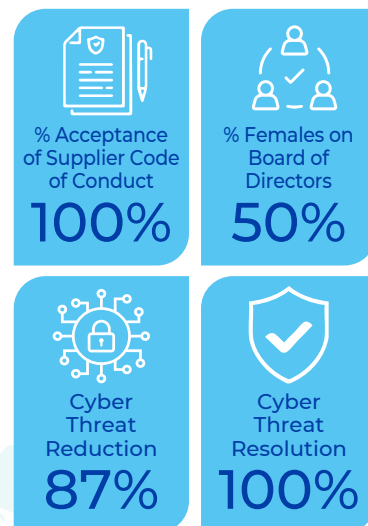 % Acceptance
of Supplier Code
of Conduct
100%
% Females on
Board of
Directors
50%
Cyber
Threat
Reduction
87%
Cyber
Threat
Resolution
100%